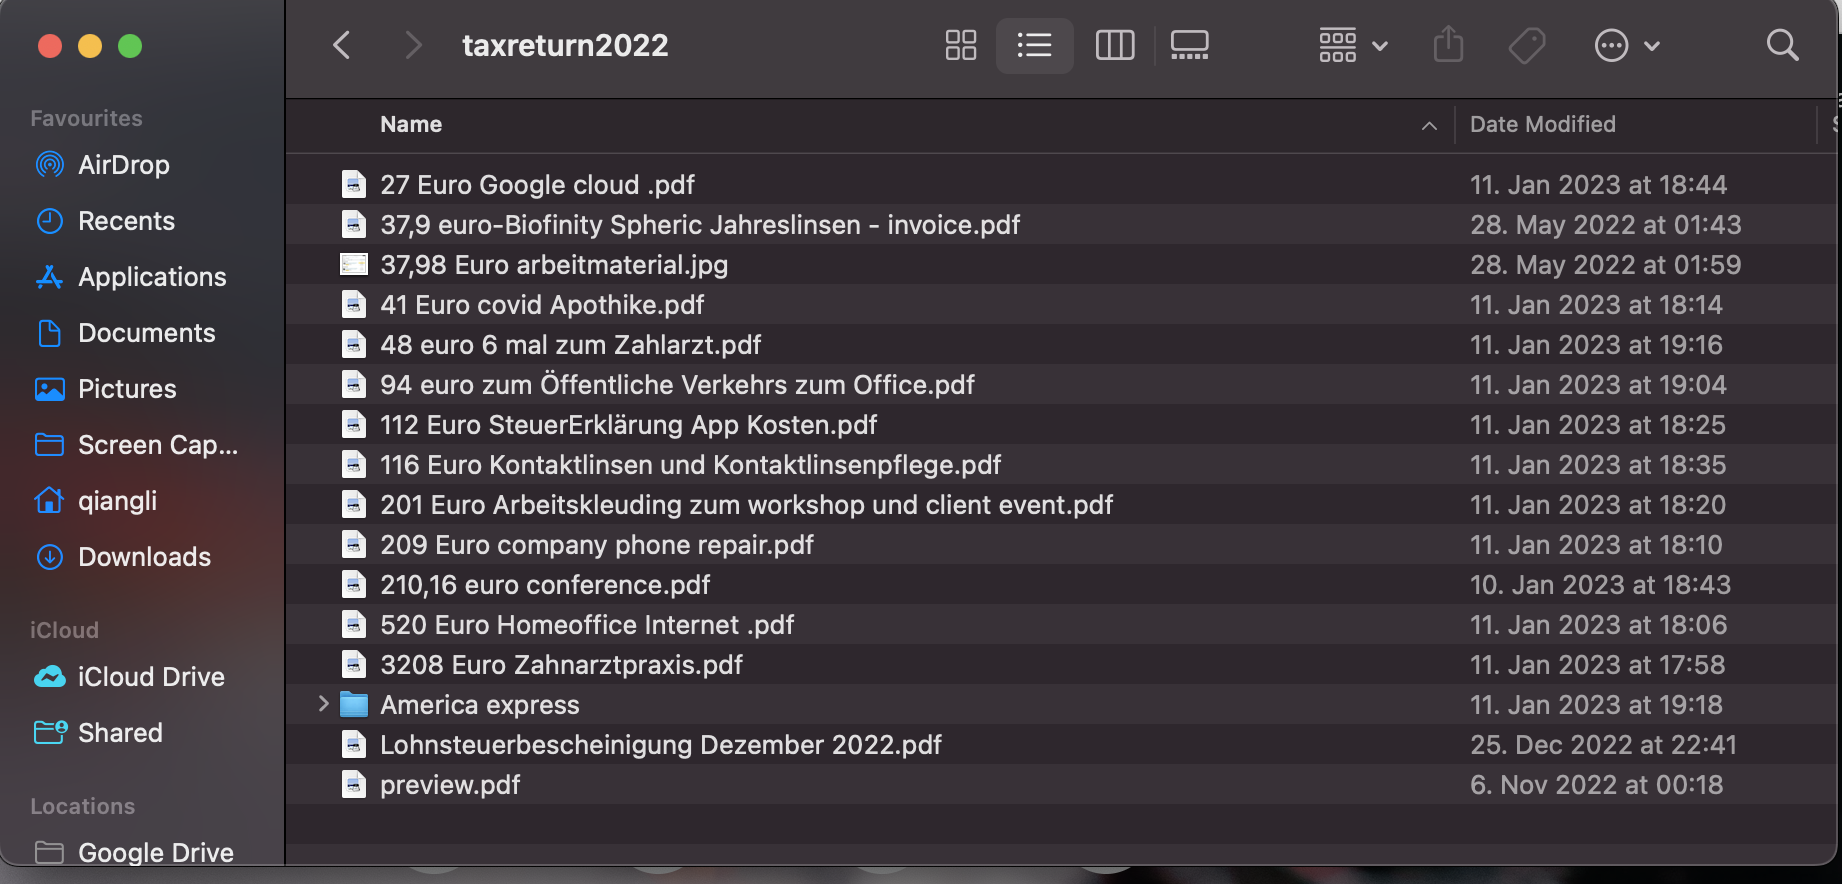 taxreturn2022
Favourites
AirDrop
Recents
Applications
Documents
Pictures
Screen Cap...
qiangli
Downloads
iCloud
iCloud Drive
Shared
Locations
Google Drive
Name Date Modified
27 Euro Google cloud .pdf 11. Jan 2023 at 18:44
37,9 euro-Biofinity Spheric Jahreslinsen - invoice.pdf 28. May 2022 at 01:43
37,98 Euro arbeitmaterial.jpg 28. May 2022 at 01:59
41 Euro covid Apothike.pdf 11. Jan 2023 at 18:14
48 euro 6 mal zum Zahlarzt.pdf 11. Jan 2023 at 19:16
94 euro zum Öffentliche Verkehrs zum Office.pdf 11. Jan 2023 at 19:04
112 Euro SteuerErklärung App Kosten.pdf 11. Jan 2023 at 18:25
116 Euro Kontaktlinsen und Kontaktlinsenpflege.pdf 11. Jan 2023 at 18:35
201 Euro Arbeitskleuding zum workshop und client event.pdf 11. Jan 2023 at 18:20
209 Euro company phone repair.pdf 11. Jan 2023 at 18:10
210,16 euro conference.pdf 10. Jan 2023 at 18:43
520 Euro Homeoffice Internet .pdf 11. Jan 2023 at 18:06
3208 Euro Zahnarztpraxis.pdf 11. Jan 2023 at 17:58
America express 11. Jan 2023 at 19:18
Lohnsteuerbescheinigung Dezember 2022.pdf 25. Dec 2022 at 22:41
preview.pdf 6. Nov 2022 at 00:18